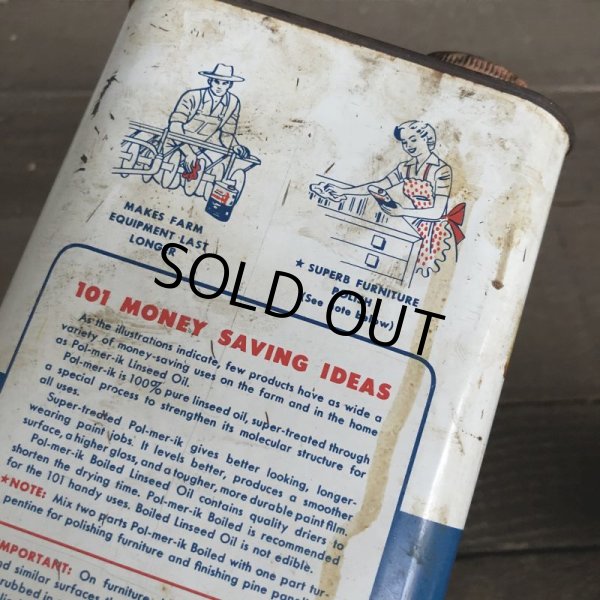 MAKES FARM
EQUIPMENT LAST
LONGER
★ SUPERB FURNITURE
POLISH
(See note below)
SOLD OUT
101 MONEY SAVING IDEAS
As the illustrations indicate, few products have as wide a
variety of money-saving uses on the farm and in the home
as Pol-mer-ik Linseed Oil.
Pol-mer-ik is 100% pure linseed oil, super-treated through
a special process to strengthen its molecular structure for
all uses.
Super-treated Pol-mer-ik gives better looking, longer-
wearing paint jobs. It levels better, produces a smoother
surface, a higher gloss, and a tougher, more durable paint film.
Pol-mer-ik Boiled Linseed Oil contains quality driers to
shorten the drying time. Pol-mer-ik Boiled is recommended
for the 101 handy uses. Boiled Linseed Oil is not edible.
★NOTE: Mix two parts Pol-mer-ik Boiled with one part tur-
pentine for polishing furniture and finishing pine
IMPORTANT: On furniture
and similar surfaces
rubbed in